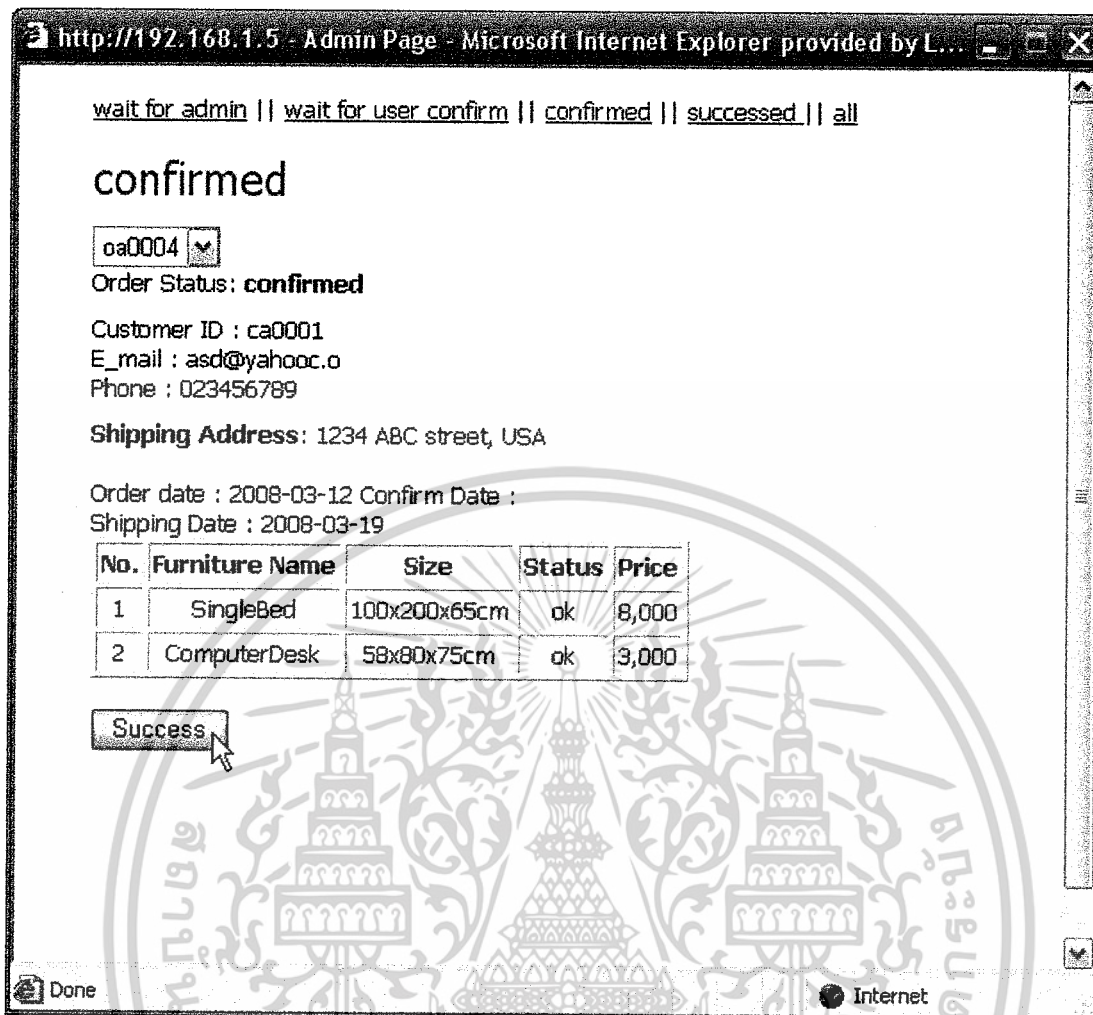 http://192.168.1.5 - Admin Page - Microsoft Internet Explorer provided by L...
wait for admin || wait for user confirm || confirmed || successed || all
confirmed
oa0004
Order Status: confirmed
Customer ID : ca0001
E_mail : asd@yahooc.o
Phone : 023456789
Shipping Address: 1234 ABC street, USA
Order date : 2008-03-12 Confirm Date :
Shipping Date : 2008-03-19
No. Furniture Name Size Status Price
1 SingleBed 100x200x65cm ok 8,000
2 ComputerDesk 58x80x75cm ok 3,000
Success
Done Internet